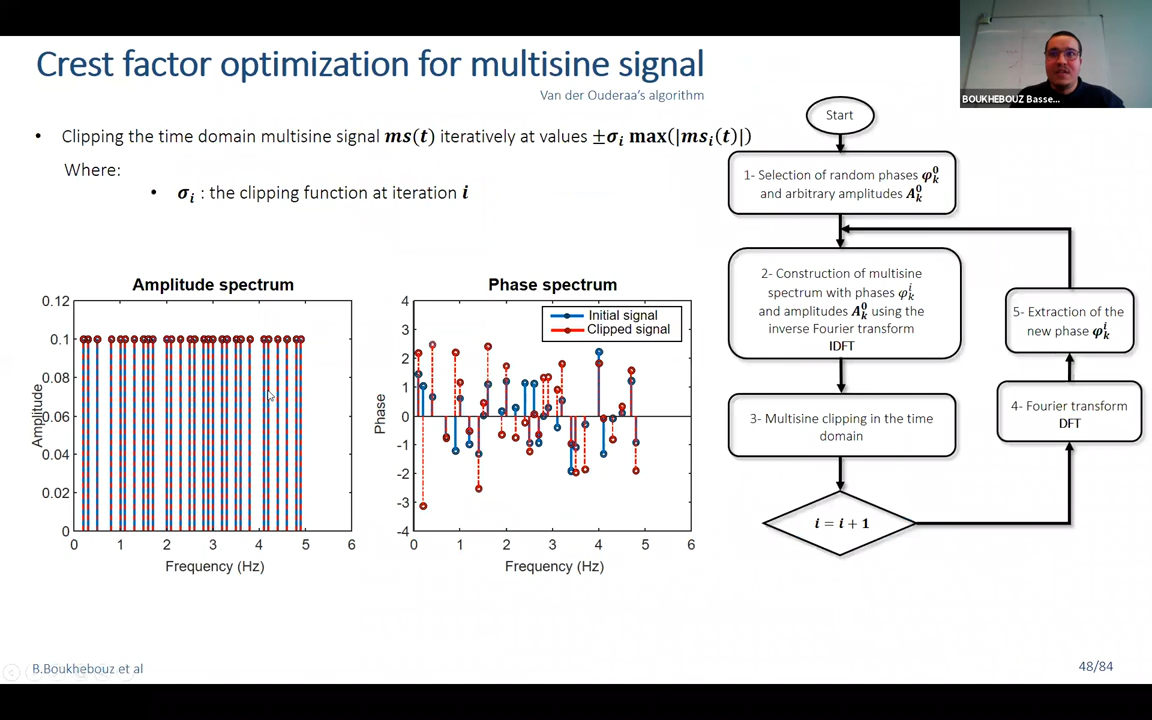 Crest factor optimization for multisine signal
Van der Ouderaa's algorithm
BOUKHEBOUZ Basse...
• Clipping the time domain multisine signal ms(t) iteratively at values ±σᵢ max(|msᵢ(t)|)
Where:
• σᵢ : the clipping function at iteration i
Amplitude spectrum
0.12
0.1
0.08
0.06
0.04
0.02
0
Amplitude
0 1 2 3 4 5 6
Frequency (Hz)
Phase spectrum
Initial signal
Clipped signal
4
3
2
1
0
-1
-2
-3
-4
Phase
0 1 2 3 4 5 6
Frequency (Hz)
Start
1- Selection of random phases φₖ⁰
and arbitrary amplitudes Aₖ⁰
2- Construction of multisine
spectrum with phases φₖⁱ
and amplitudes Aₖ⁰ using the
inverse Fourier transform
IDFT
3- Multisine clipping in the time
domain
i = i + 1
4- Fourier transform
DFT
5- Extraction of the
new phase φₖⁱ
B.Boukhebouz et al
48/84